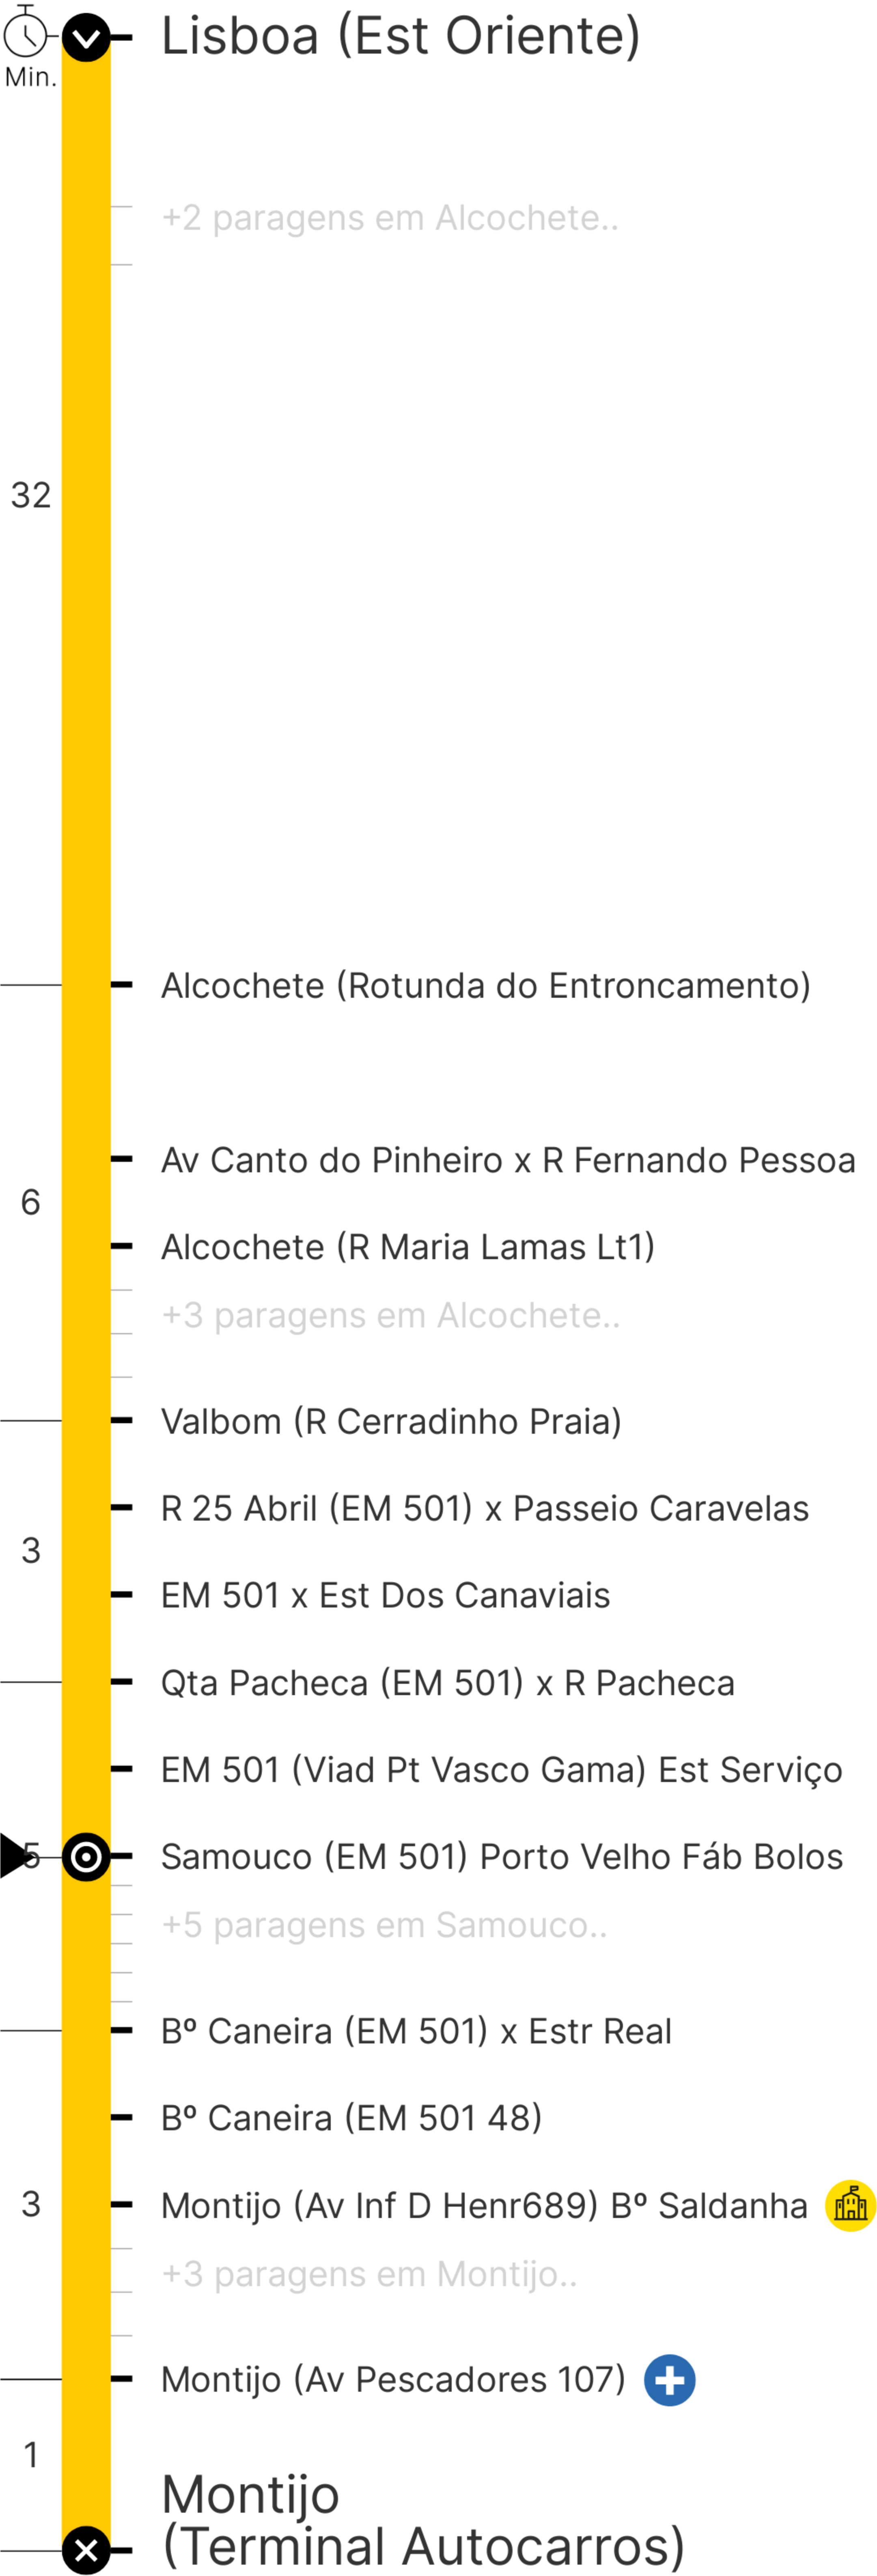 Lisboa (Est Oriente)
Min.
+2 paragens em Alcochete..
32
Alcochete (Rotunda do Entroncamento)
Av Canto do Pinheiro x R Fernando Pessoa
6
Alcochete (R Maria Lamas Lt1)
+3 paragens em Alcochete..
Valbom (R Cerradinho Praia)
R 25 Abril (EM 501) x Passeio Caravelas
3
EM 501 x Est Dos Canaviais
Qta Pacheca (EM 501) x R Pacheca
EM 501 (Viad Pt Vasco Gama) Est Serviço
5
Samouco (EM 501) Porto Velho Fáb Bolos
+5 paragens em Samouco..
Bº Caneira (EM 501) x Estr Real
Bº Caneira (EM 501 48)
3
Montijo (Av Inf D Henr689) Bº Saldanha
+3 paragens em Montijo..
Montijo (Av Pescadores 107)
1
Montijo
(Terminal Autocarros)